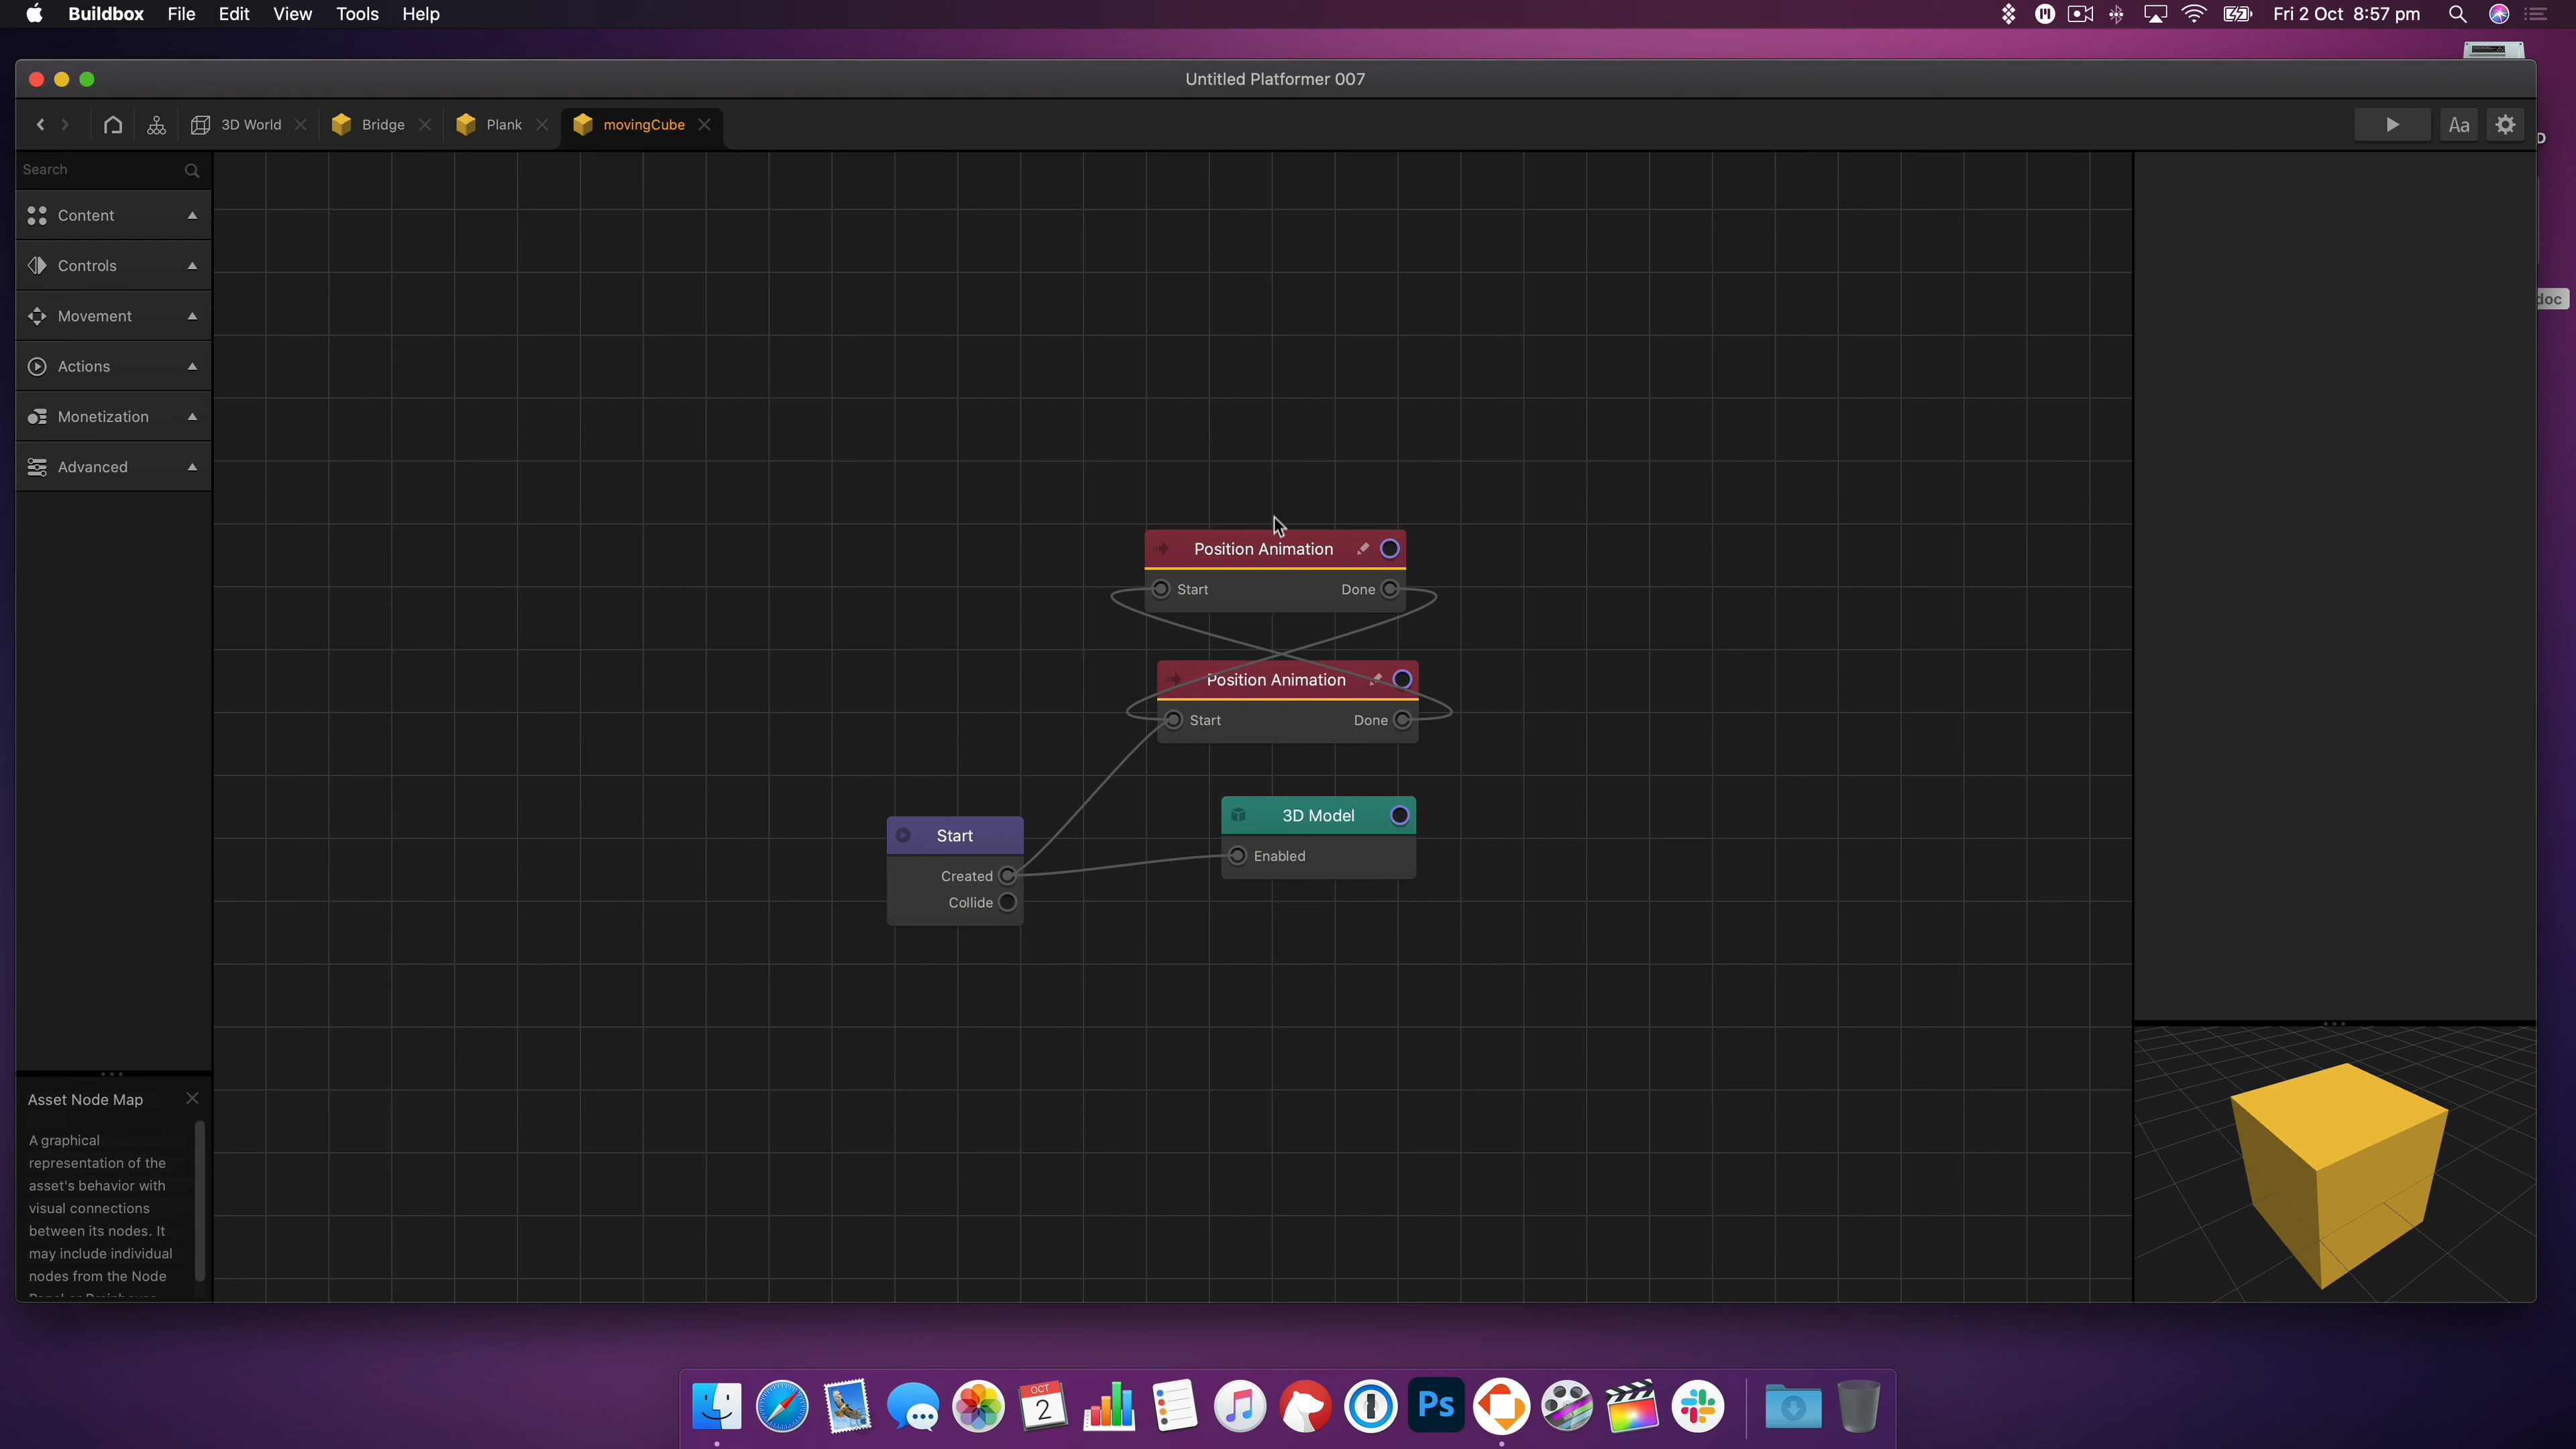 Buildbox File Edit View Tools Help Fri 2 Oct 8:57 pm
Untitled Platformer 007
3D World Bridge Plank movingCube Aa
Search
Content
Controls
Movement
Actions
Monetization
Advanced
doc
Position Animation
Start Done
Position Animation
Start Done
3D Model
Enabled
Start
Created
Collide
Asset Node Map
A graphical
representation of the
asset's behavior with
visual connections
between its nodes. It
may include individual
nodes from the Node
OCT
2
Ps